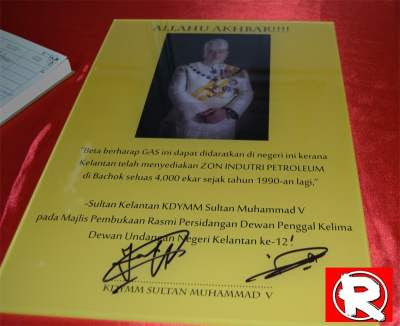 ALLAHU AKHBAR!!!!
"Beta berharap GAS ini dapat didaratkan di negeri ini kerana
Kelantan telah menyediakan ZON INDUTRI PETROLEUM
di Bachok seluas 4,000 ekar sejak tahun 1990-an lagi,"
-Sultan Kelantan KDYMM Sultan Muhammad V
pada Majlis Pembukaan Rasmi Persidangan Dewan Penggal Kelima
Dewan Undangan Negeri Kelantan ke-12!
KDYMM SULTAN MUHAMMAD V
R